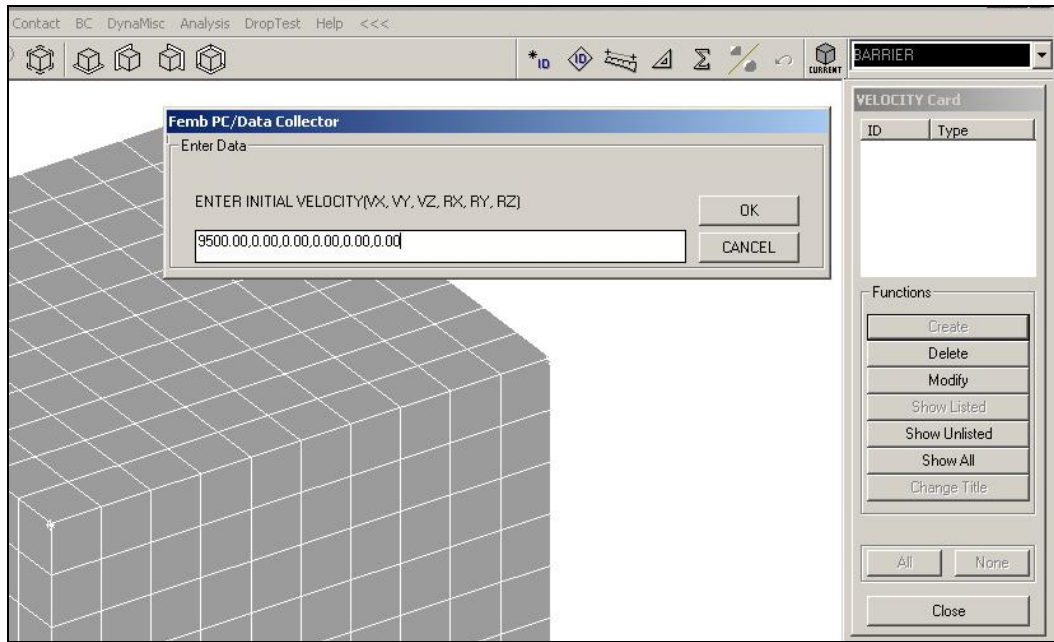 Contact BC DynaMisc Analysis DropTest Help <<<
*ID ID Σ CURRENT BARRIER
VELOCITY Card
ID Type
Femb PC/Data Collector
Enter Data
ENTER INITIAL VELOCITY(VX, VY, VZ, RX, RY, RZ)
OK
9500.00,0.00,0.00,0.00,0.00,0.00
CANCEL
Functions
Create
Delete
Modify
Show Listed
Show Unlisted
Show All
Change Title
All None
Close